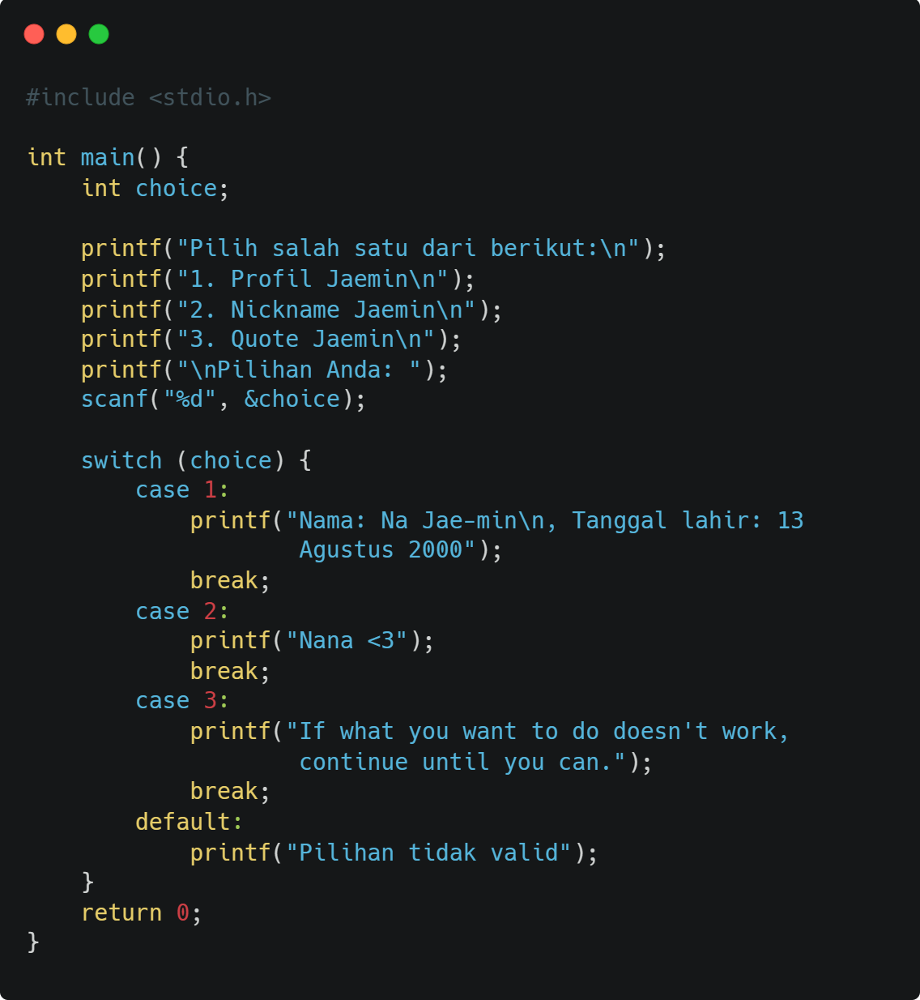 #include <stdio.h>
int main() {
    int choice;
    printf("Pilih salah satu dari berikut:\n");
    printf("1. Profil Jaemin\n");
    printf("2. Nickname Jaemin\n");
    printf("3. Quote Jaemin\n");
    printf("\nPilihan Anda: ");
    scanf("%d", &choice);
    switch (choice) {
        case 1:
            printf("Nama: Na Jae-min\n, Tanggal lahir: 13
                    Agustus 2000");
            break;
        case 2:
            printf("Nana <3");
            break;
        case 3:
            printf("If what you want to do doesn't work,
                    continue until you can.");
            break;
        default:
            printf("Pilihan tidak valid");
    }
    return 0;
}